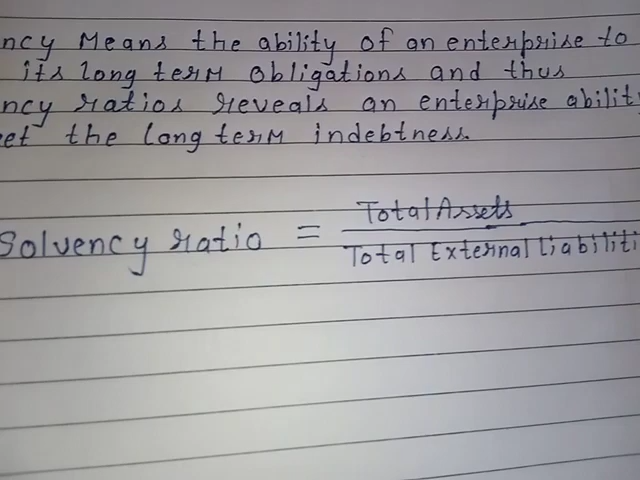 ncy Means the ability of an enterprise to
its long term obligations and thus
ncy ratios reveals an enterprise ability
et the long term indebtness.
Solvency ratio = Total Assets
Total External Liabiliti